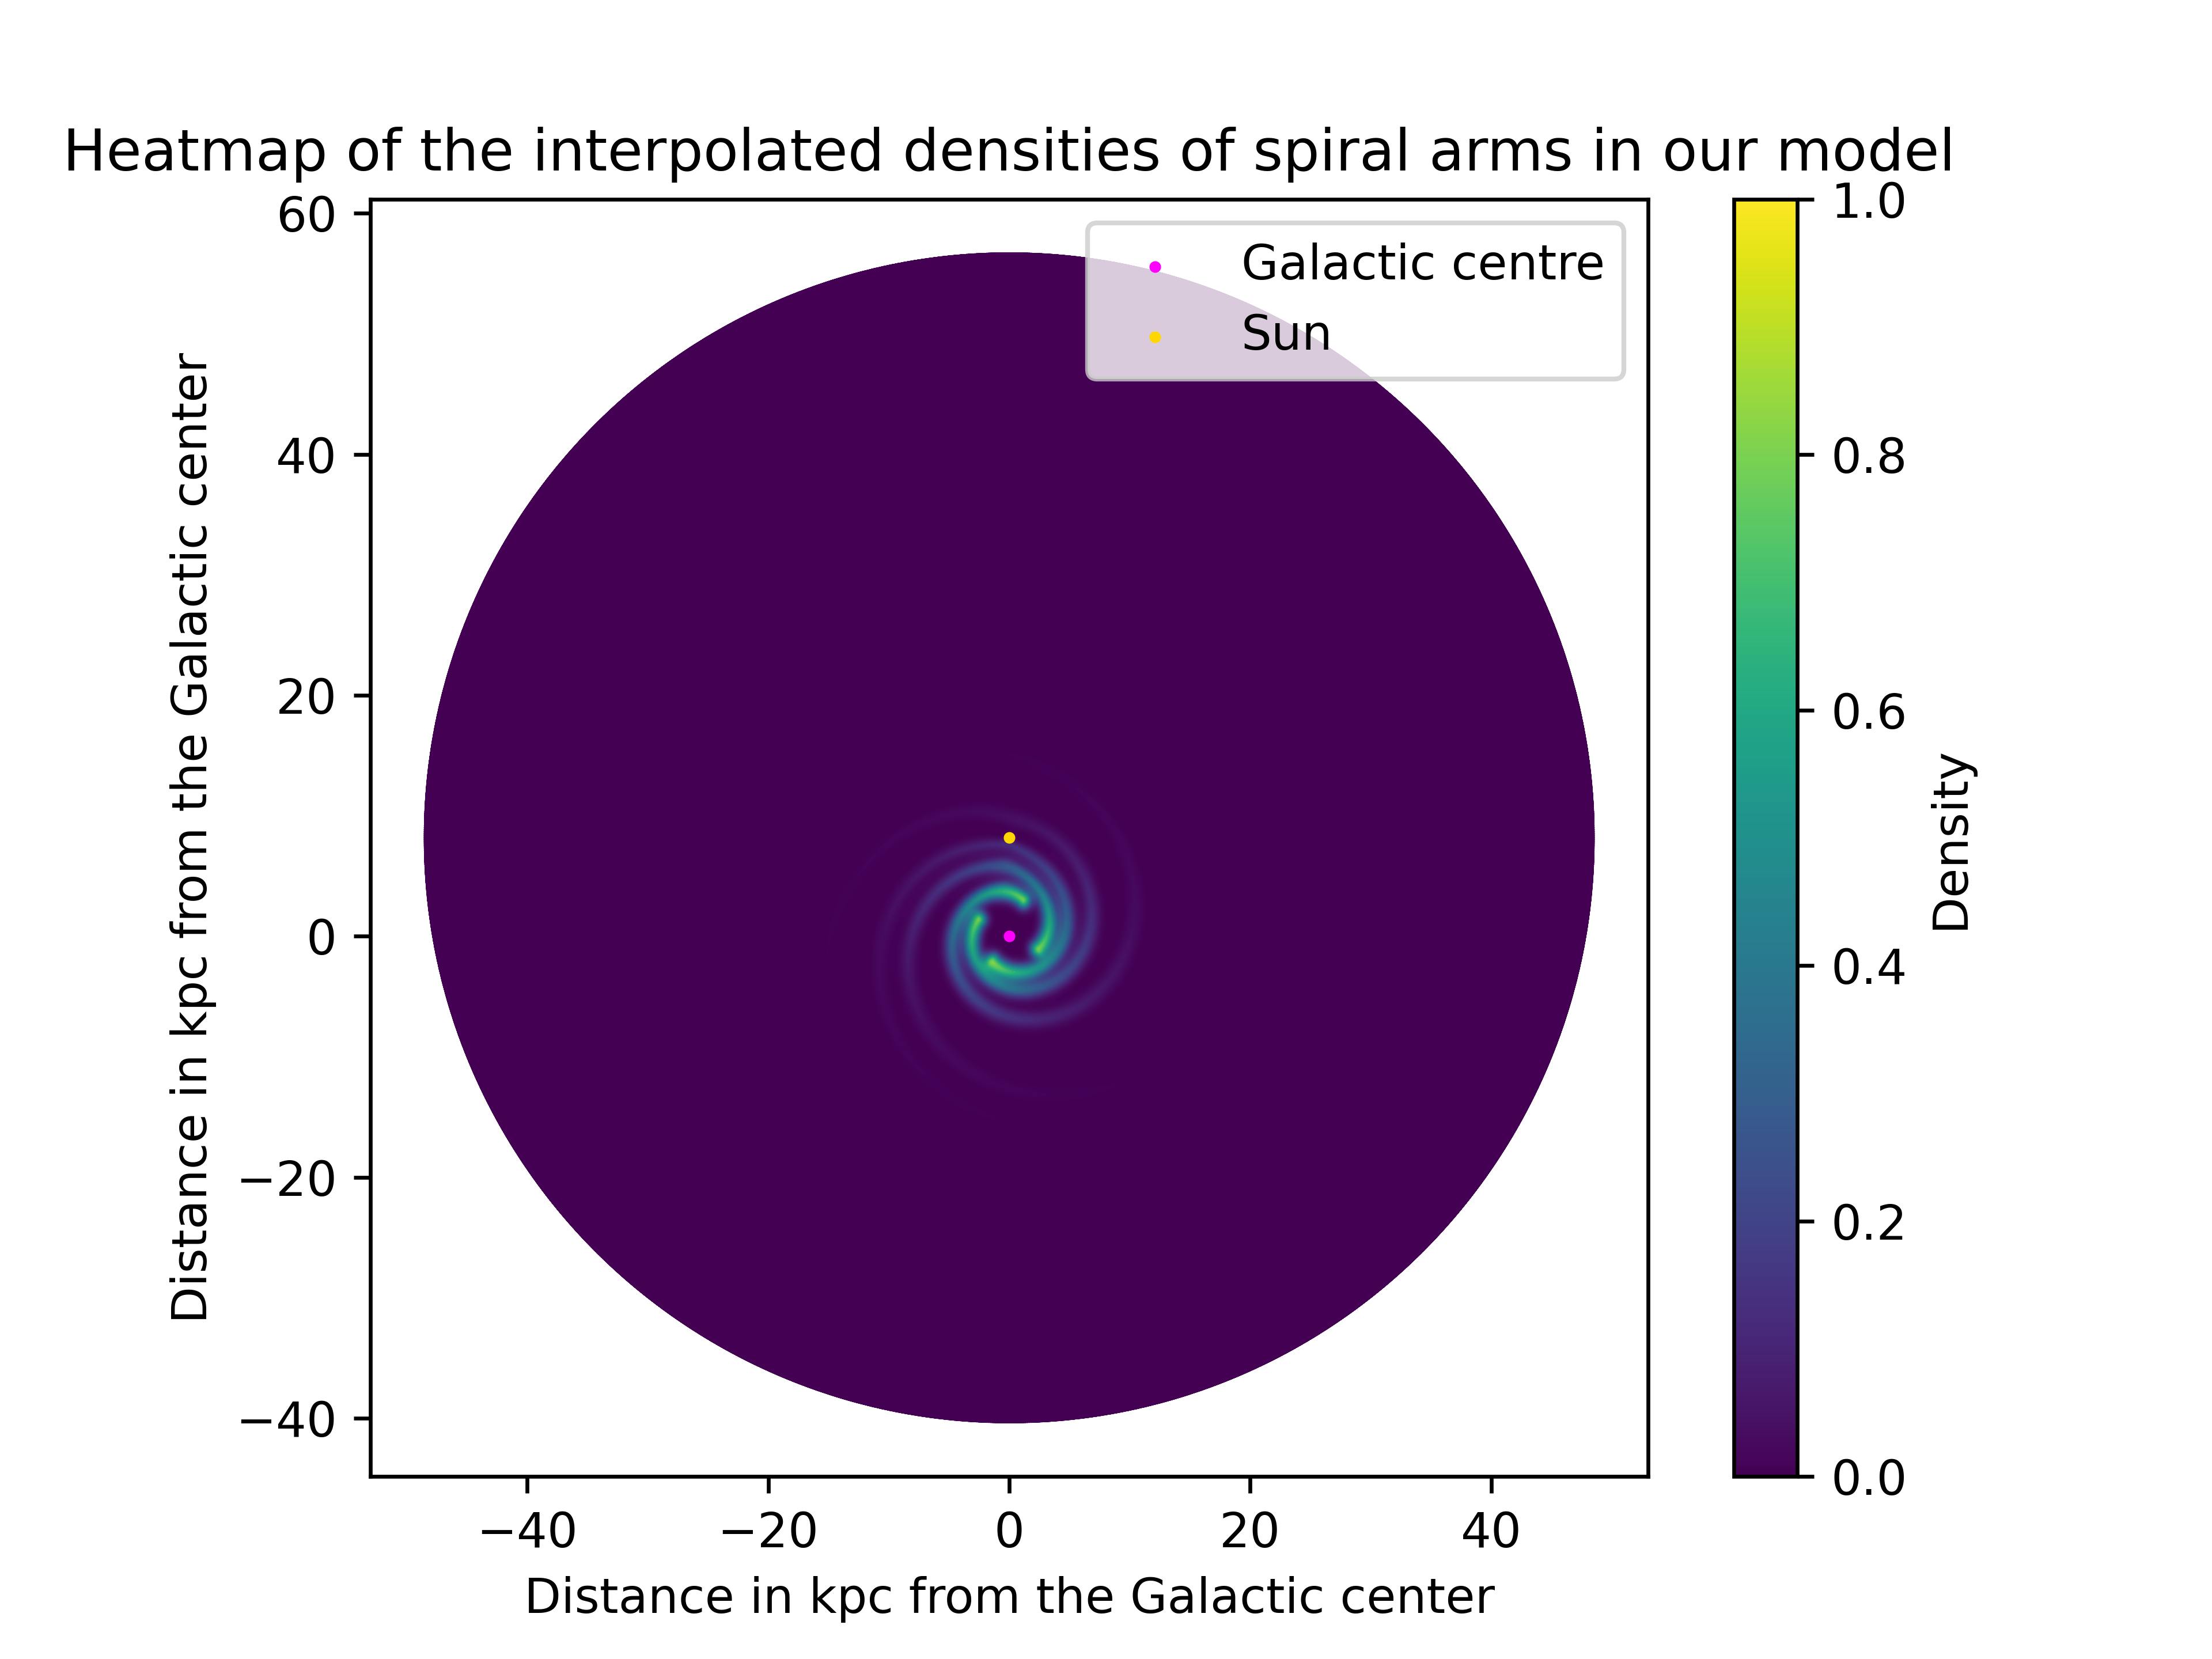 Heatmap of the interpolated densities of spiral arms in our model
Galactic centre
Sun
60
40
20
0
−20
−40
Distance in kpc from the Galactic center
−40
−20
0
20
40
Distance in kpc from the Galactic center
1.0
0.8
0.6
0.4
0.2
0.0
Density